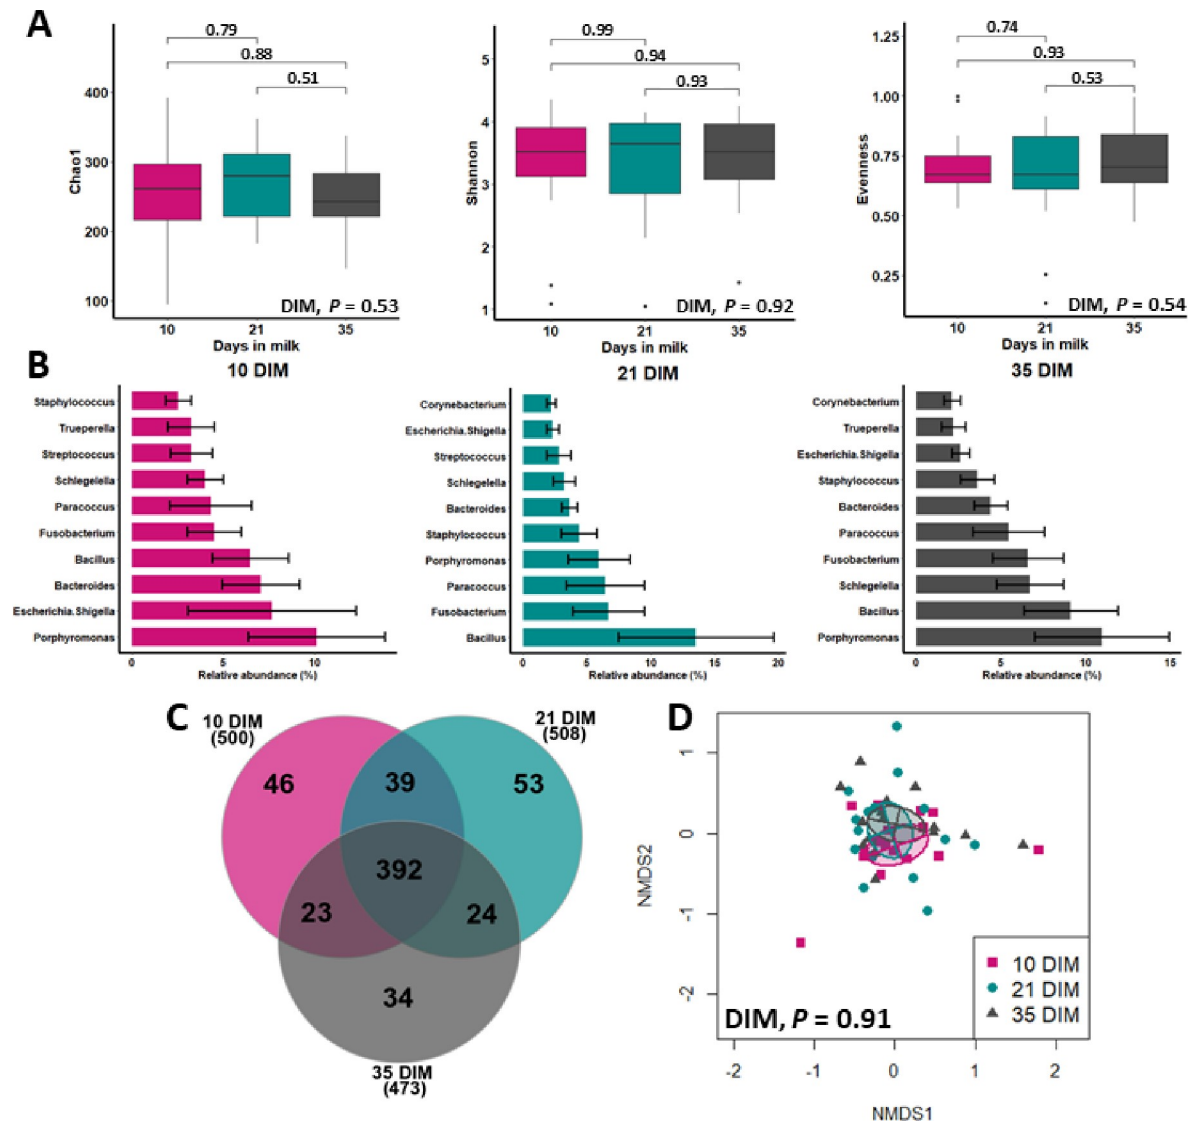 A
0.79
0.88
0.51
400
300
200
100
Chao1
DIM, P = 0.53
10
21
35
Days in milk
0.99
0.94
0.93
5
4
3
2
1
Shannon
DIM, P = 0.92
10
21
35
Days in milk
0.74
0.93
0.53
1.25
1.00
0.75
0.50
0.25
Evenness
DIM, P = 0.54
10
21
35
Days in milk
B
10 DIM
Staphylococcus
Trueperella
Streptococcus
Schlegelella
Paracoccus
Fusobacterium
Bacillus
Bacteroides
Escherichia.Shigella
Porphyromonas
0
5
10
Relative abundance (%)
21 DIM
Corynebacterium
Escherichia.Shigella
Streptococcus
Schlegelella
Bacteroides
Staphylococcus
Porphyromonas
Paracoccus
Fusobacterium
Bacillus
0
5
10
15
20
Relative abundance (%)
35 DIM
Corynebacterium
Trueperella
Escherichia.Shigella
Staphylococcus
Bacteroides
Paracoccus
Fusobacterium
Schlegelella
Bacillus
Porphyromonas
0
5
10
15
Relative abundance (%)
C
10 DIM
(500)
21 DIM
(508)
46
39
53
392
23
24
34
35 DIM
(473)
D
1
0
-1
-2
NMDS2
10 DIM
21 DIM
35 DIM
DIM, P = 0.91
-2
-1
0
1
2
NMDS1